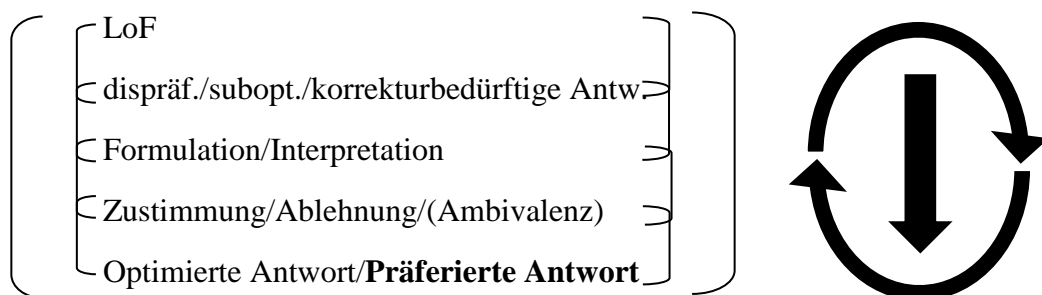 LoF
dispräf./subopt./korrekturbedürftige Antw.
Formulation/Interpretation
Zustimmung/Ablehnung/(Ambivalenz)
Optimierte Antwort/Präferierte Antwort